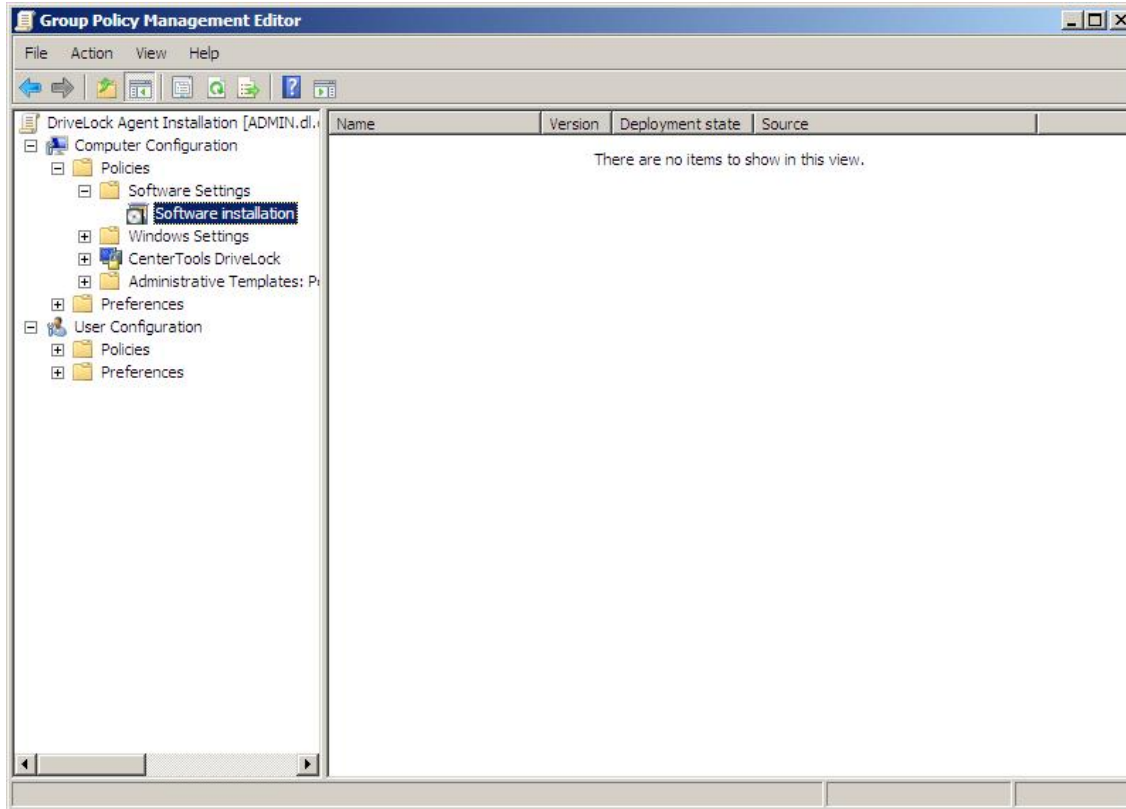 Group Policy Management Editor
File Action View Help
DriveLock Agent Installation [ADMIN.dl.
Name Version Deployment state Source
There are no items to show in this view.
Computer Configuration
Policies
Software Settings
Software installation
Windows Settings
CenterTools DriveLock
Administrative Templates: P
Preferences
User Configuration
Policies
Preferences